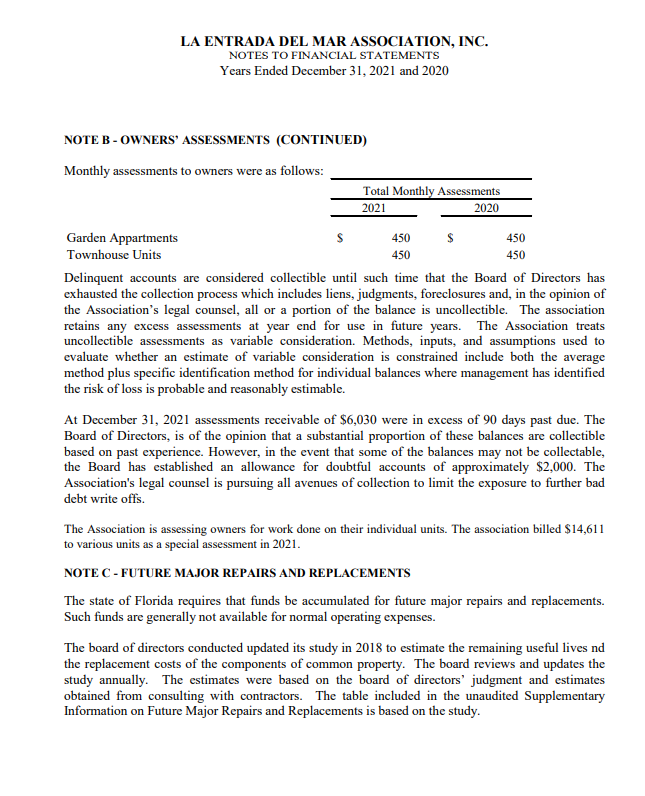 LA ENTRADA DEL MAR ASSOCIATION, INC.
NOTES TO FINANCIAL STATEMENTS
Years Ended December 31, 2021 and 2020
NOTE B - OWNERS' ASSESSMENTS (CONTINUED)
Monthly assessments to owners were as follows:
Total Monthly Assessments
2021 2020
Garden Appartments $ 450 $ 450
Townhouse Units 450 450
Delinquent accounts are considered collectible until such time that the Board of Directors has
exhausted the collection process which includes liens, judgments, foreclosures and, in the opinion of
the Association's legal counsel, all or a portion of the balance is uncollectible. The association
retains any excess assessments at year end for use in future years. The Association treats
uncollectible assessments as variable consideration. Methods, inputs, and assumptions used to
evaluate whether an estimate of variable consideration is constrained include both the average
method plus specific identification method for individual balances where management has identified
the risk of loss is probable and reasonably estimable.
At December 31, 2021 assessments receivable of $6,030 were in excess of 90 days past due. The
Board of Directors, is of the opinion that a substantial proportion of these balances are collectible
based on past experience. However, in the event that some of the balances may not be collectable,
the Board has established an allowance for doubtful accounts of approximately $2,000. The
Association's legal counsel is pursuing all avenues of collection to limit the exposure to further bad
debt write offs.
The Association is assessing owners for work done on their individual units. The association billed $14,611
to various units as a special assessment in 2021.
NOTE C - FUTURE MAJOR REPAIRS AND REPLACEMENTS
The state of Florida requires that funds be accumulated for future major repairs and replacements.
Such funds are generally not available for normal operating expenses.
The board of directors conducted updated its study in 2018 to estimate the remaining useful lives nd
the replacement costs of the components of common property. The board reviews and updates the
study annually. The estimates were based on the board of directors' judgment and estimates
obtained from consulting with contractors. The table included in the unaudited Supplementary
Information on Future Major Repairs and Replacements is based on the study.